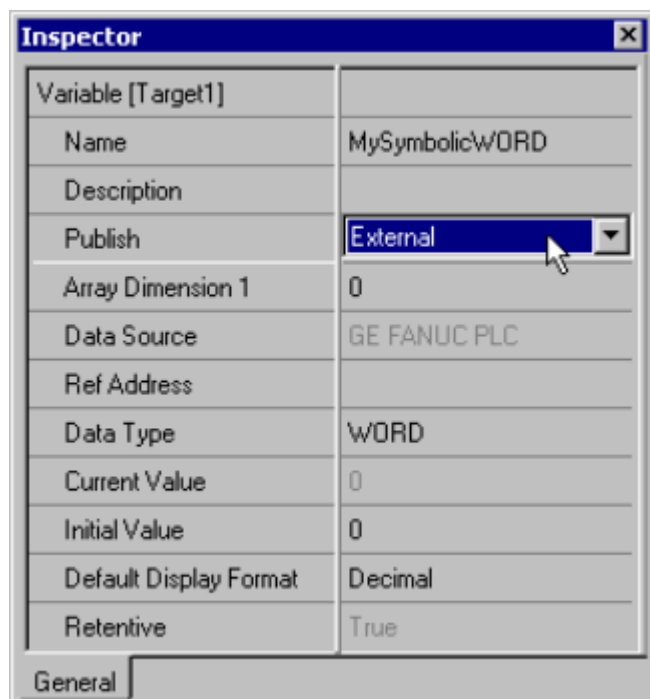 Inspector
Variable [Target1]
Name MySymbolicWORD
Description
Publish External
Array Dimension 1 0
Data Source GE FANUC PLC
Ref Address
Data Type WORD
Current Value 0
Initial Value 0
Default Display Format Decimal
Retentive True
General